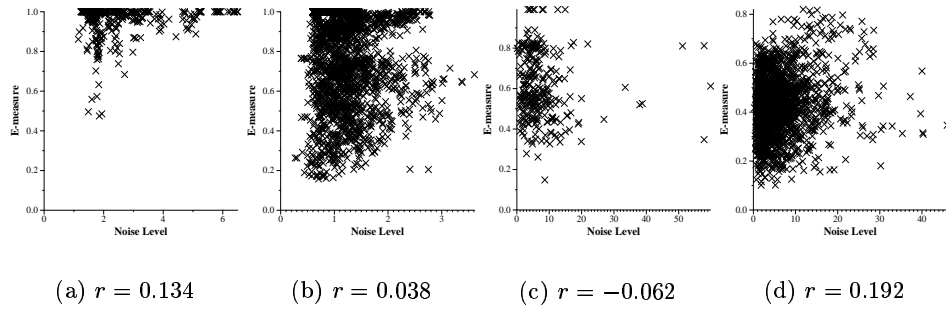 1.0 1.0
0.8 0.8 0.8 0.8
0.6 0.6 0.6 0.6
E-measure E-measure E-measure E-measure
0.4 0.4 0.4 0.4
0.2 0.2 0.2 0.2
0.0 0.0 0.0 0.0
0 2 4 6 0 1 2 3 0 10 20 30 40 50 0 10 20 30 40
Noise Level Noise Level Noise Level Noise Level
(a) r = 0.134 (b) r = 0.038 (c) r = −0.062 (d) r = 0.192